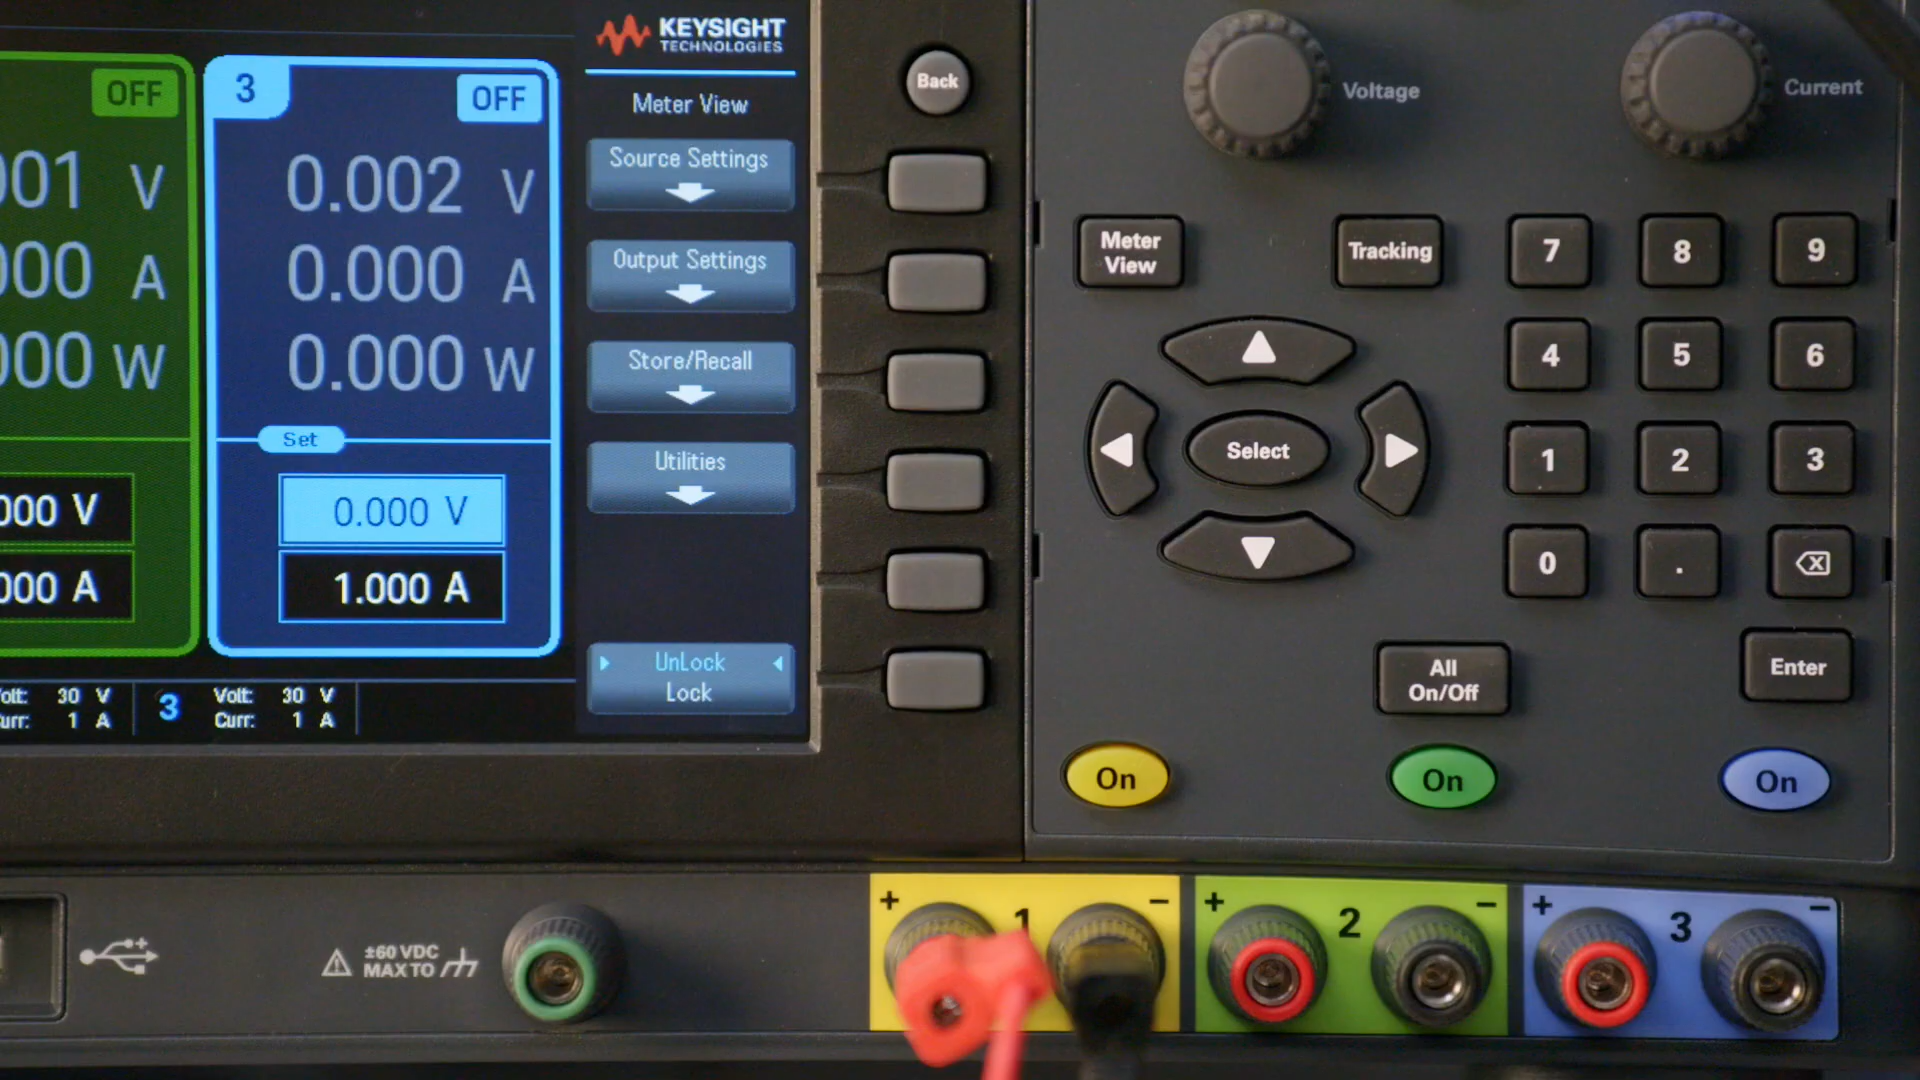 KEYSIGHT
TECHNOLOGIES
Meter View
Source Settings
Output Settings
Store/Recall
Utilities
UnLock
Lock
OFF
001 V
000 A
000 W
000 V
000 A
3
OFF
0.002 V
0.000 A
0.000 W
Set
0.000 V
1.000 A
Volt: 30 V
Curr: 1 A
3
Volt: 30 V
Curr: 1 A
Back
Voltage
Current
Meter
View
Tracking
7 8 9
4 5 6
1 2 3
0 .
Select
All
On/Off
Enter
On
On
On
±60 VDC
MAX TO
+ 1 −
+ 2 −
+ 3 −